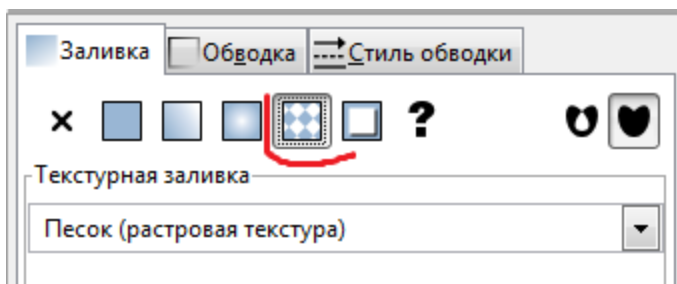 Заливка Обводка Стиль обводки
?
Текстурная заливка
Песок (растровая текстура)